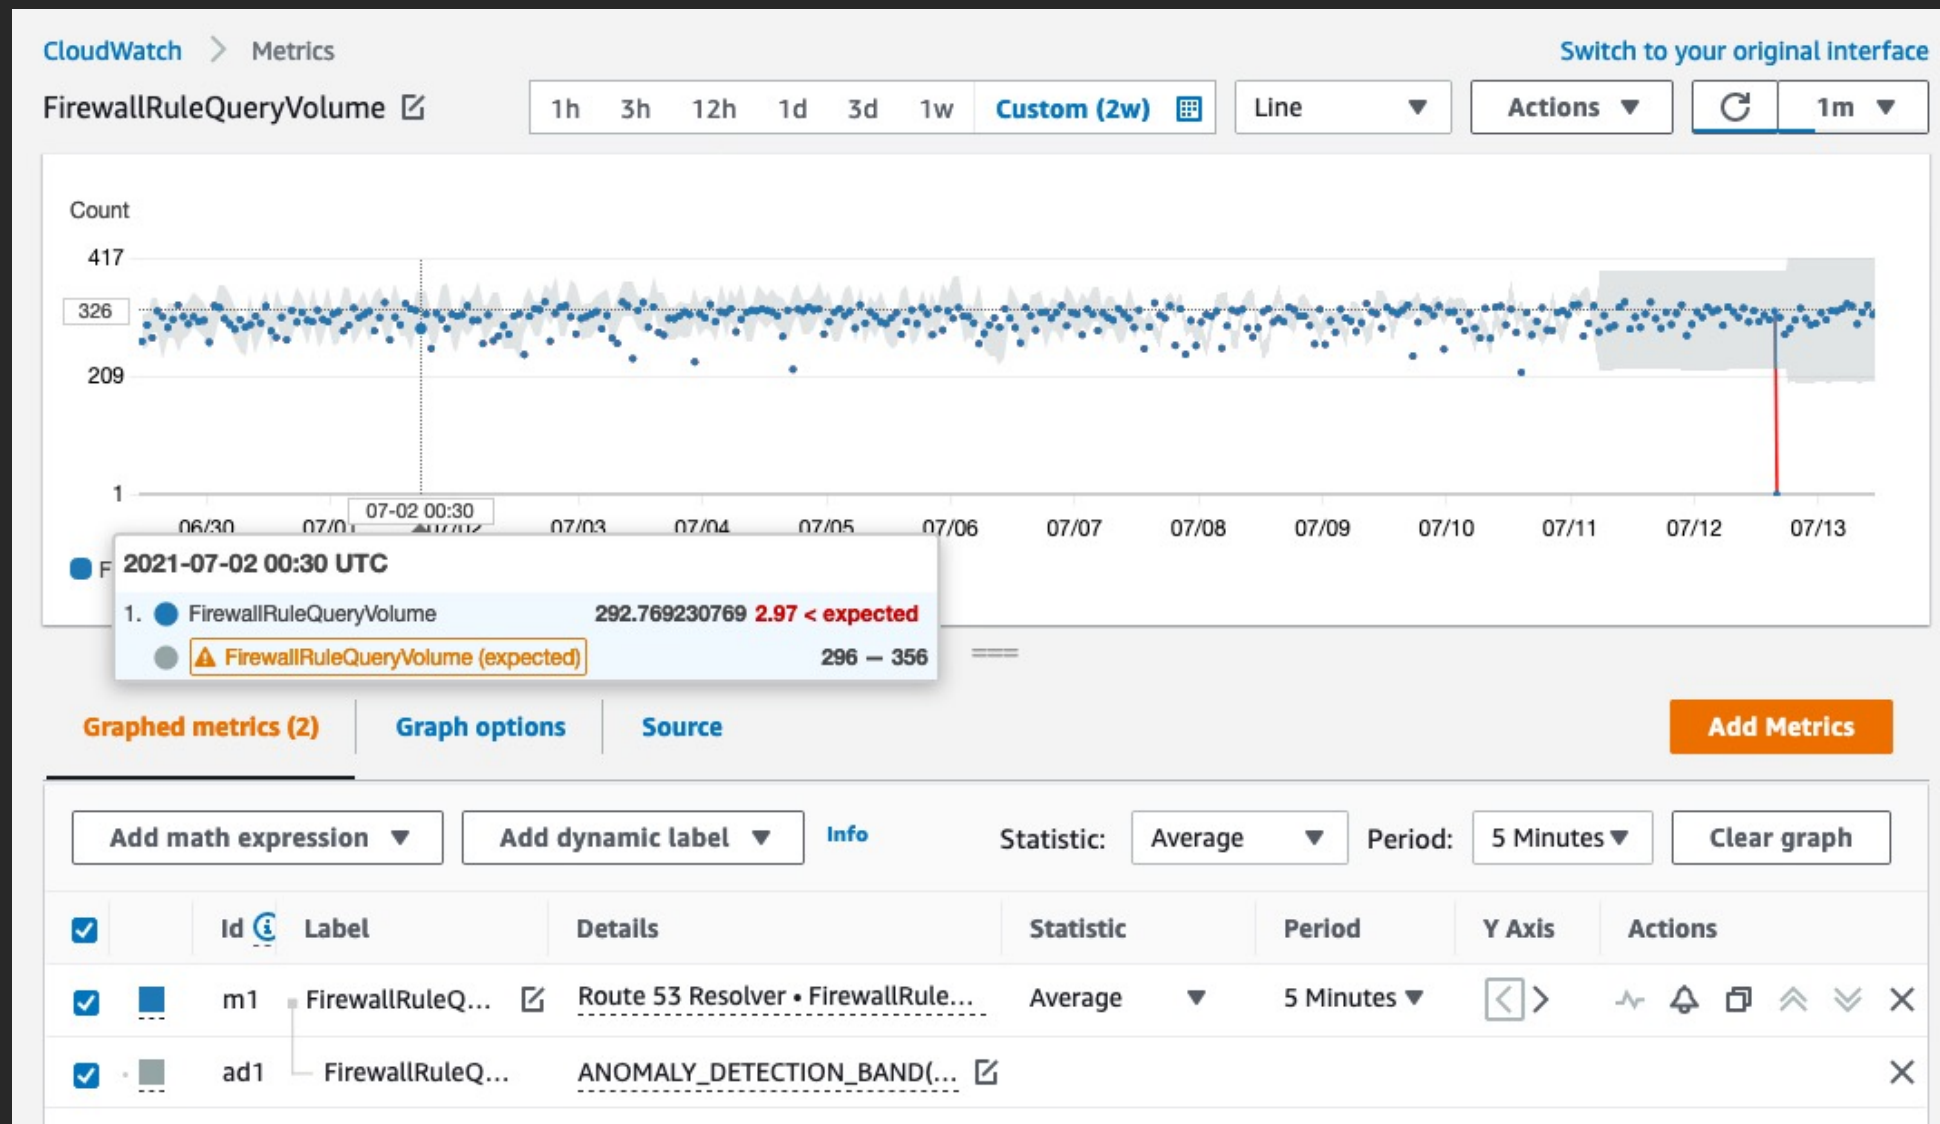 CloudWatch Metrics
Switch to your original interface
FirewallRuleQueryVolume
1h 3h 12h 1d 3d 1w Custom (2w)
Line
Actions
1m
Count
417
326
209
1
07-02 00:30
06/30 07/01 07/02 07/03 07/04 07/05 07/06 07/07 07/08 07/09 07/10 07/11 07/12 07/13
F
2021-07-02 00:30 UTC
1. FirewallRuleQueryVolume 292.769230769 2.97 < expected
FirewallRuleQueryVolume (expected) 296 – 356
Graphed metrics (2) Graph options Source
Add Metrics
Add math expression Add dynamic label Info Statistic: Average Period: 5 Minutes Clear graph
Id Label Details Statistic Period Y Axis Actions
m1 FirewallRuleQ... Route 53 Resolver • FirewallRule... Average 5 Minutes
ad1 FirewallRuleQ... ANOMALY_DETECTION_BAND(...